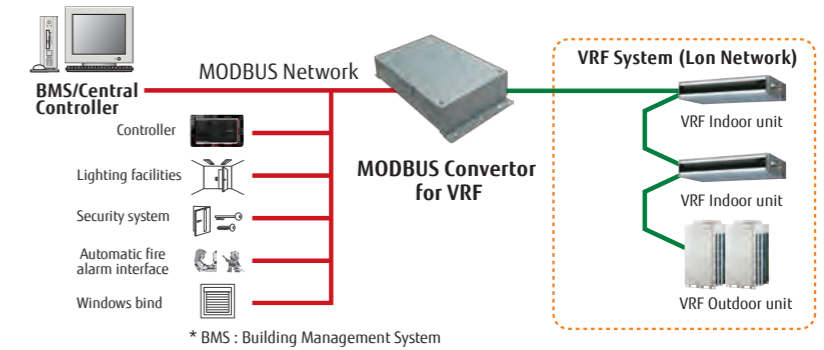 BMS/Central
Controller
MODBUS Network
Controller
Lighting facilities
Security system
Automatic fire
alarm interface
Windows bind
MODBUS Convertor
for VRF
VRF System (Lon Network)
VRF Indoor unit
VRF Indoor unit
VRF Outdoor unit
* BMS : Building Management System